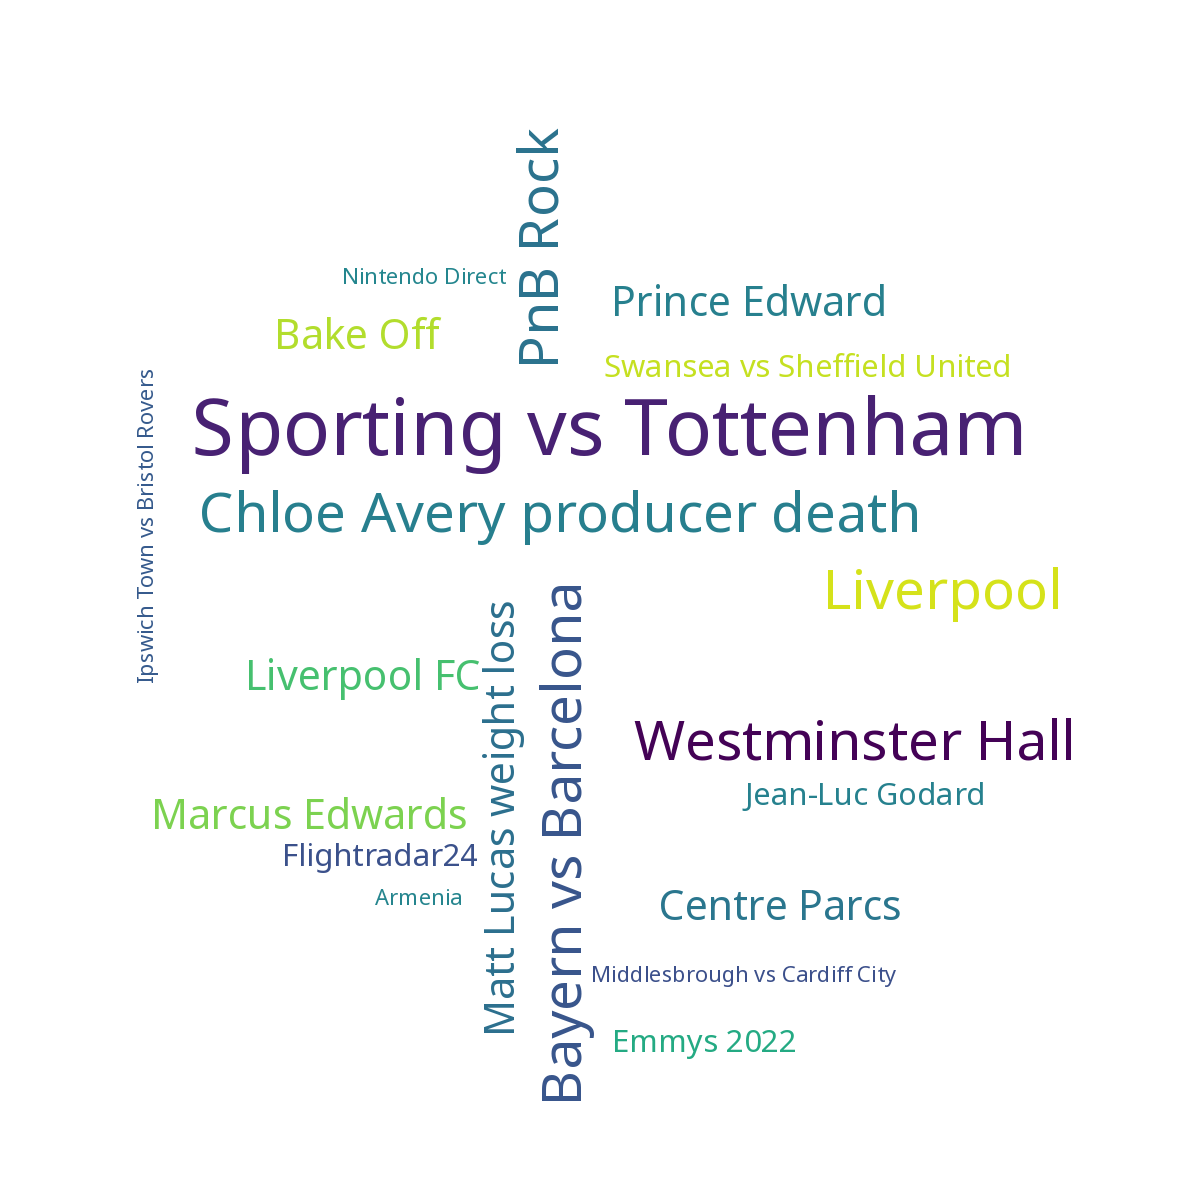 PnB Rock
Nintendo Direct
Prince Edward
Bake Off
Swansea vs Sheffield United
Ipswich Town vs Bristol Rovers
Sporting vs Tottenham
Chloe Avery producer death
Liverpool
Liverpool FC
Matt Lucas weight loss
Bayern vs Barcelona
Westminster Hall
Jean-Luc Godard
Marcus Edwards
Flightradar24
Armenia
Centre Parcs
Middlesbrough vs Cardiff City
Emmys 2022